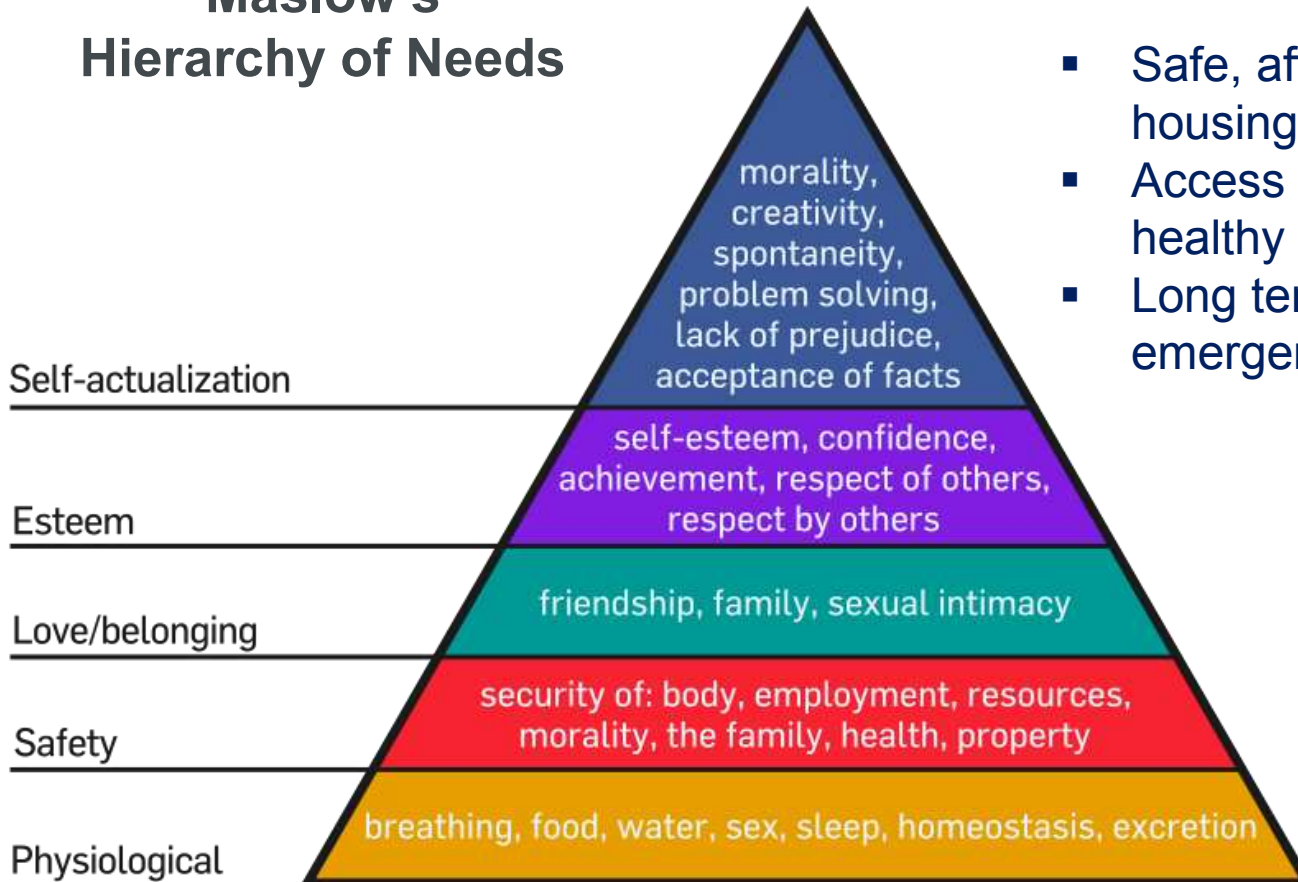 Maslow's
Hierarchy of Needs
▪ Safe,
housing
▪ Access
healthy
▪ Long
morality,
creativity,
spontaneity,
problem solving,
lack of prejudice,
acceptance of facts
Self-actualization
self-esteem, confidence,
achievement, respect of others,
respect by others
Esteem
friendship, family, sexual intimacy
Love/belonging
security of: body, employment, resources,
morality, the family, health, property
Safety
breathing, food, water, sex, sleep, homeostasis, excretion
Physiological